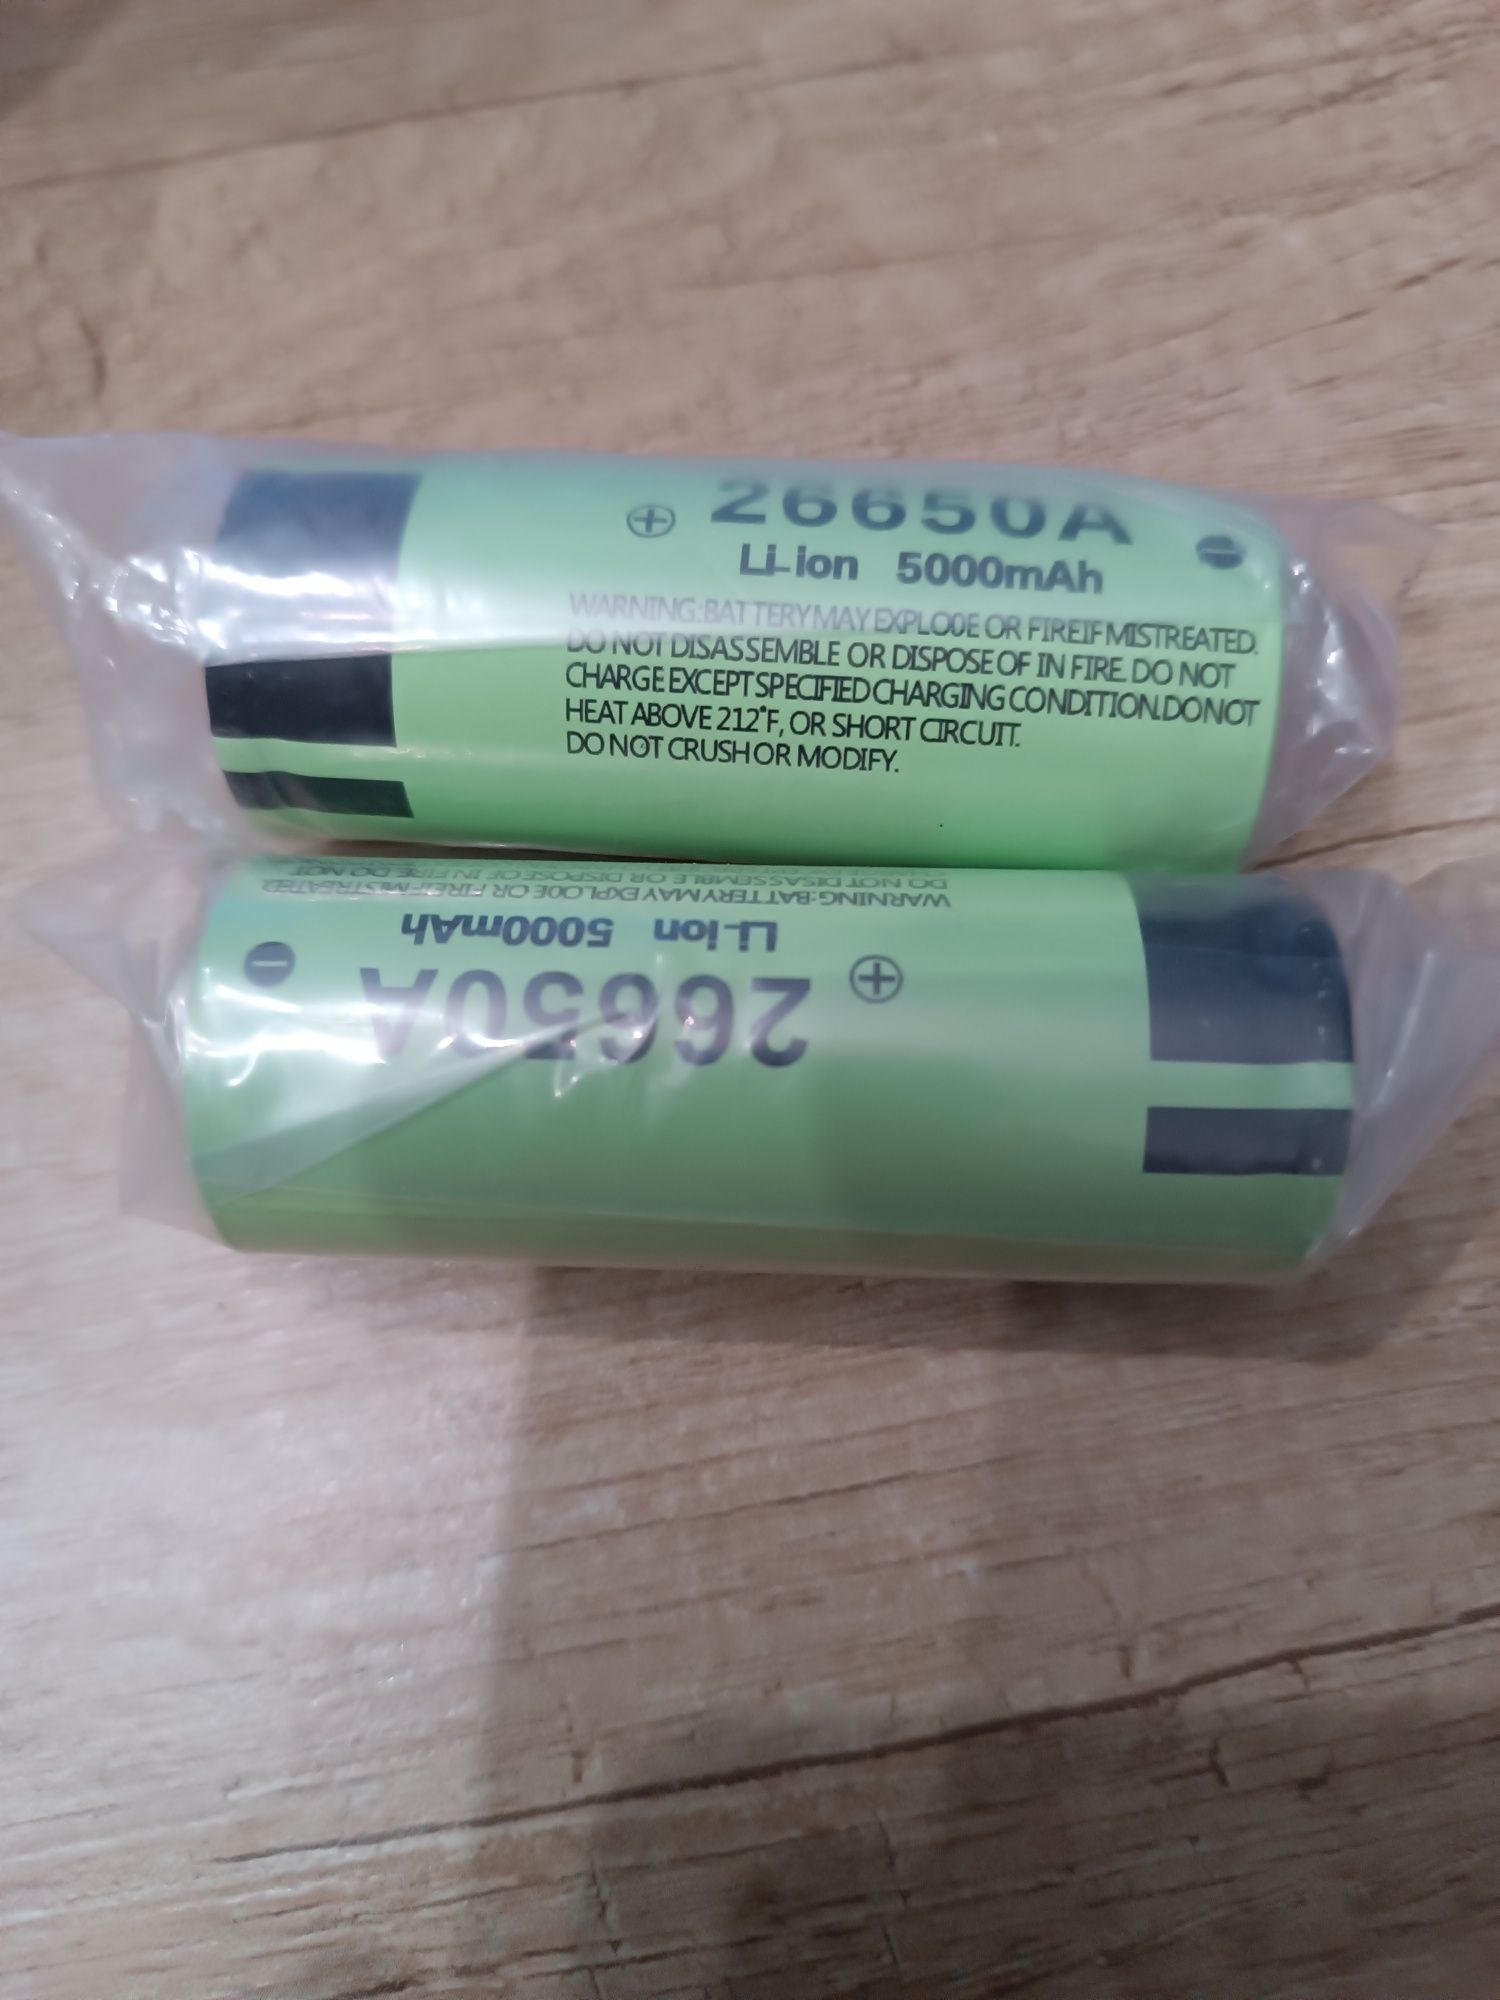 26650A
Li-ion 5000mAh
WARNING:BATTERY MAY EXPLO0E OR FIREIF MISTREATED.
DO NOT DISASSEMBLE OR DISPOSE OF IN FIRE. DO NOT
CHARGE EXCEPT SPECIFIED CHARGING CONDITION.DO NOT
HEAT ABOVE 212°F, OR SHORT CIRCUIT.
DO NOT CRUSH OR MODIFY.
26650A
Li-ion 5000mAh
WARNING:BATTERY MAY EXPLO0E OR FIREIF MISTREATED.
DO NOT DISASSEMBLE OR DISPOSE OF IN FIRE DO NOT